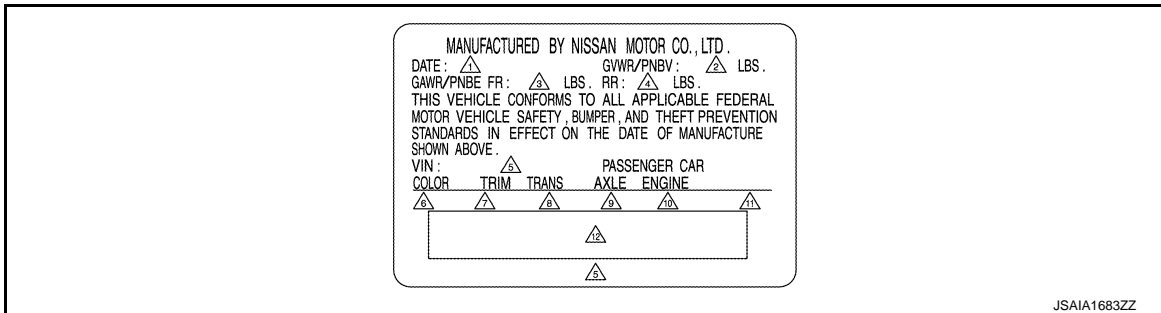 MANUFACTURED BY NISSAN MOTOR CO., LTD.
DATE: 1 GVWR/PNBV: 2 LBS.
GAWR/PNBE FR: 3 LBS. RR: 4 LBS.
THIS VEHICLE CONFORMS TO ALL APPLICABLE FEDERAL
MOTOR VEHICLE SAFETY, BUMPER, AND THEFT PREVENTION
STANDARDS IN EFFECT ON THE DATE OF MANUFACTURE
SHOWN ABOVE.
VIN: 5 PASSENGER CAR
COLOR TRIM TRANS AXLE ENGINE
6 7 8 9 10 11
12
5
JSAIA1683ZZ